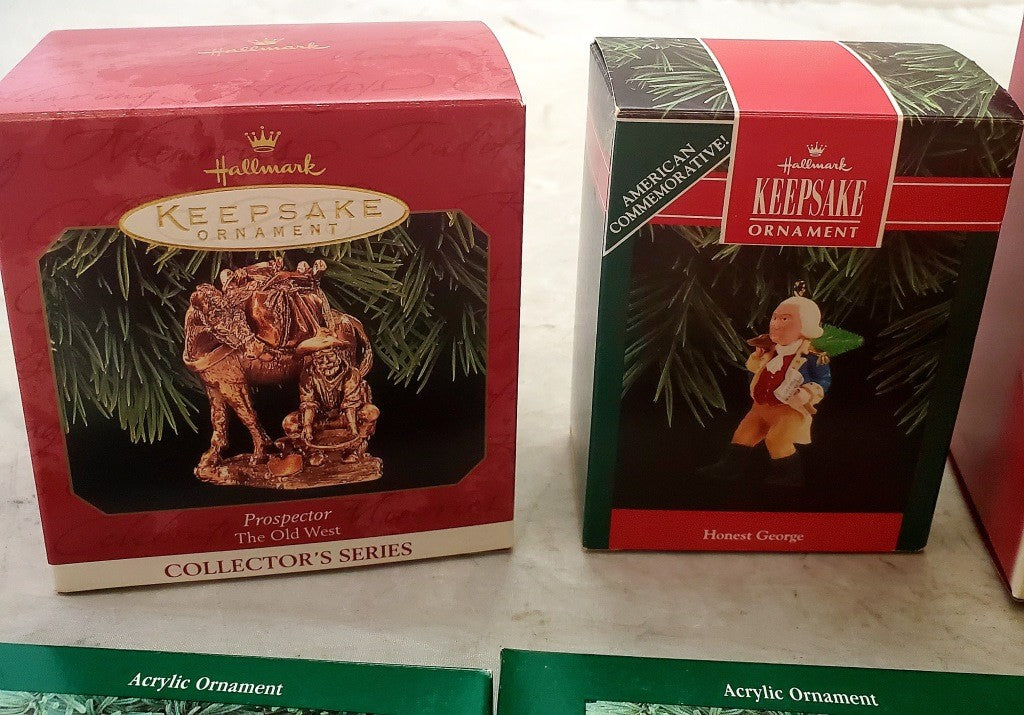 Hallmark
Hallmark
KEEPSAKE
ORNAMENT
Prospector
The Old West
COLLECTOR'S SERIES
AMERICAN
COMMEMORATIVE!
Hallmark
KEEPSAKE
ORNAMENT
Honest George
Acrylic Ornament
Acrylic Ornament